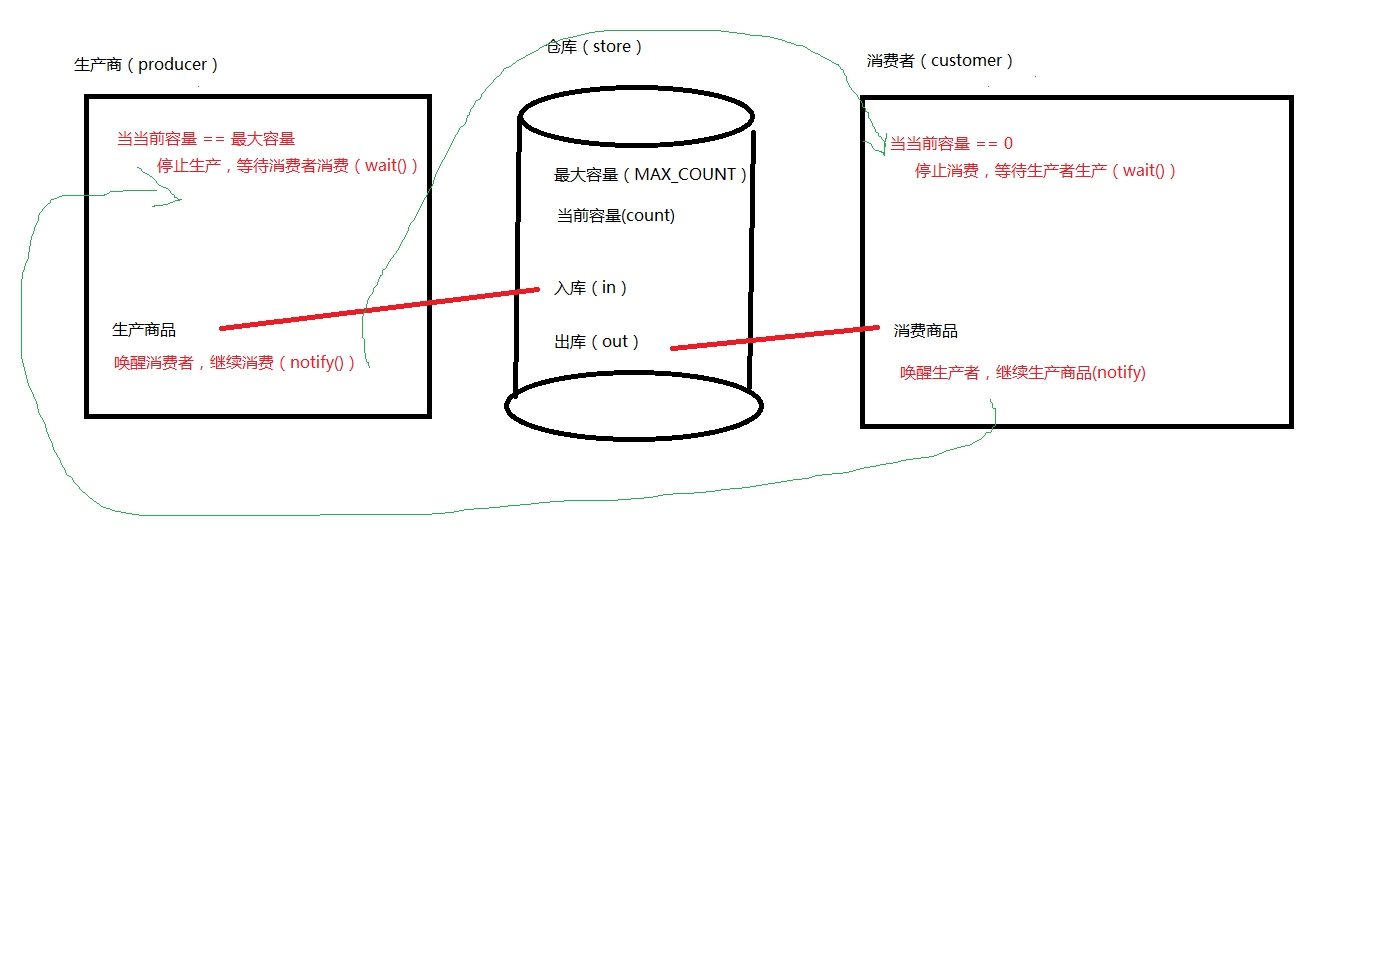 生产商（producer）
当当前容量 == 最大容量
停止生产，等待消费者消费（wait()）
生产商品
唤醒消费者，继续消费（notify()）
仓库（store）
最大容量（MAX_COUNT）
当前容量(count)
入库（in）
出库（out）
消费者（customer）
当当前容量 == 0
停止消费，等待生产者生产（wait()）
消费商品
唤醒生产者，继续生产商品(notify)